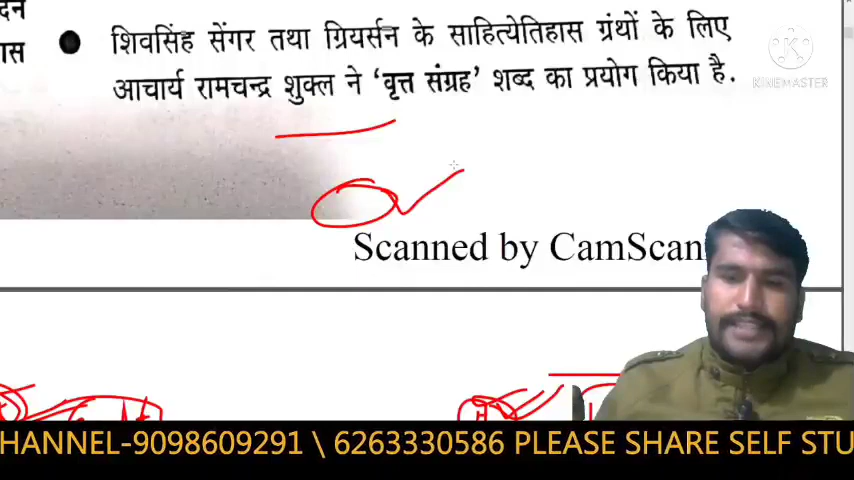 दन
ास
● शिवसिंह सेंगर तथा ग्रियर्सन के साहित्येतिहास ग्रंथों के लिए
आचार्य रामचन्द्र शुक्ल ने ‘वृत्त संग्रह’ शब्द का प्रयोग किया है.
KINEMASTER
Scanned by CamScan
HANNEL-9098609291 \ 6263330586 PLEASE SHARE SELF STU